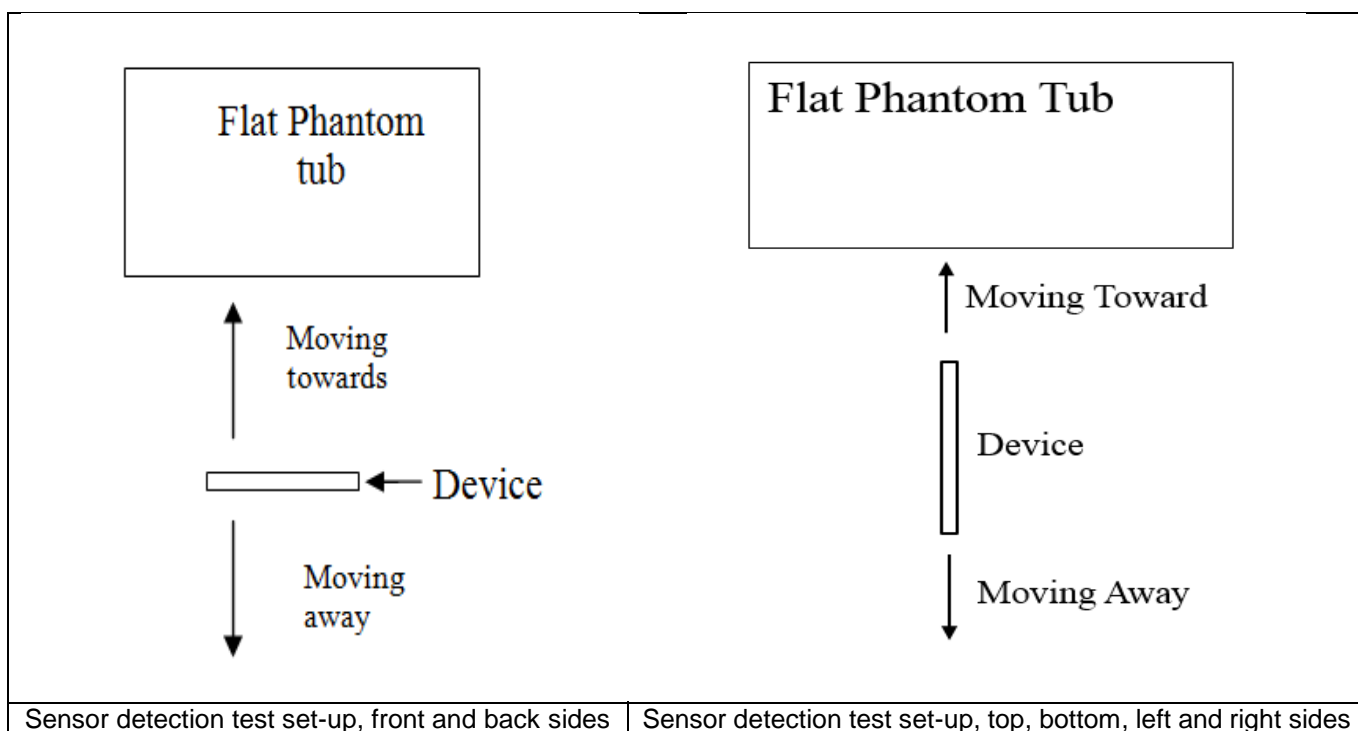 Flat Phantom
tub
Moving
towards
Device
Moving
away
Sensor detection test set-up, front and back sides
Flat Phantom Tub
Moving Toward
Device
Moving Away
Sensor detection test set-up, top, bottom, left and right sides